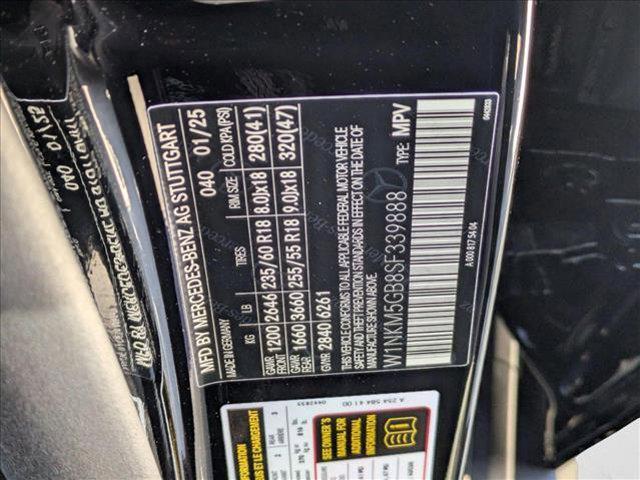 MFD BY MERCEDES-BENZ AG STUTTGART
040 01/25
KG LB TIRES RIM SIZE COLD KPA(PSI)
GAWR FRONT 1200 2646 235/60 R18 8.0Jx18 280(41)
GAWR REAR 1660 3660 255/55 R18 9.0Jx18 320(47)
GVWR 2840 6261
THIS VEHICLE CONFORMS TO ALL APPLICABLE FEDERAL MOTOR VEHICLE
SAFETY AND THEFT PREVENTION STANDARDS IN EFFECT ON THE DATE OF
MANUFACTURE SHOWN ABOVE.
W1NKM5GB8SF339888 TYPE: MPV
A 000 817 54 04
0442833
SEE OWNER'S
MANUAL FOR
ADDITIONAL
INFORMATION
A 254 584 41 00
0442833